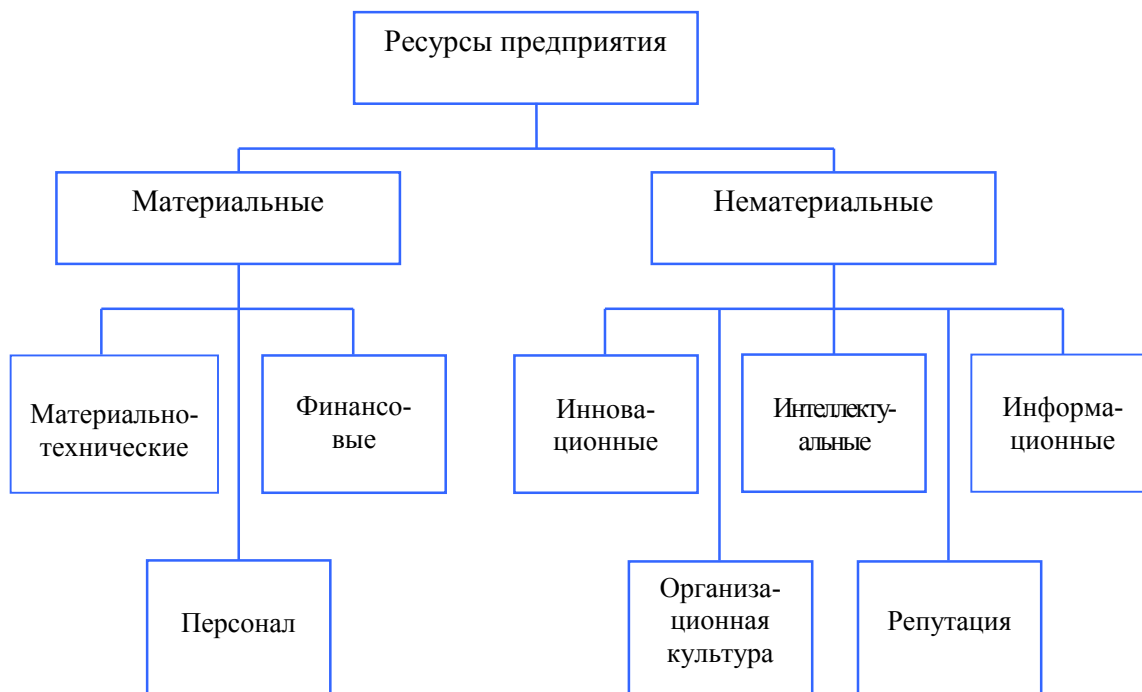 Ресурсы предприятия
Материальные
Нематериальные
Материально-
технические
Финансо-
вые
Иннова-
ционные
Интеллекту-
альные
Информа-
ционные
Персонал
Организа-
ционная
культура
Репутация